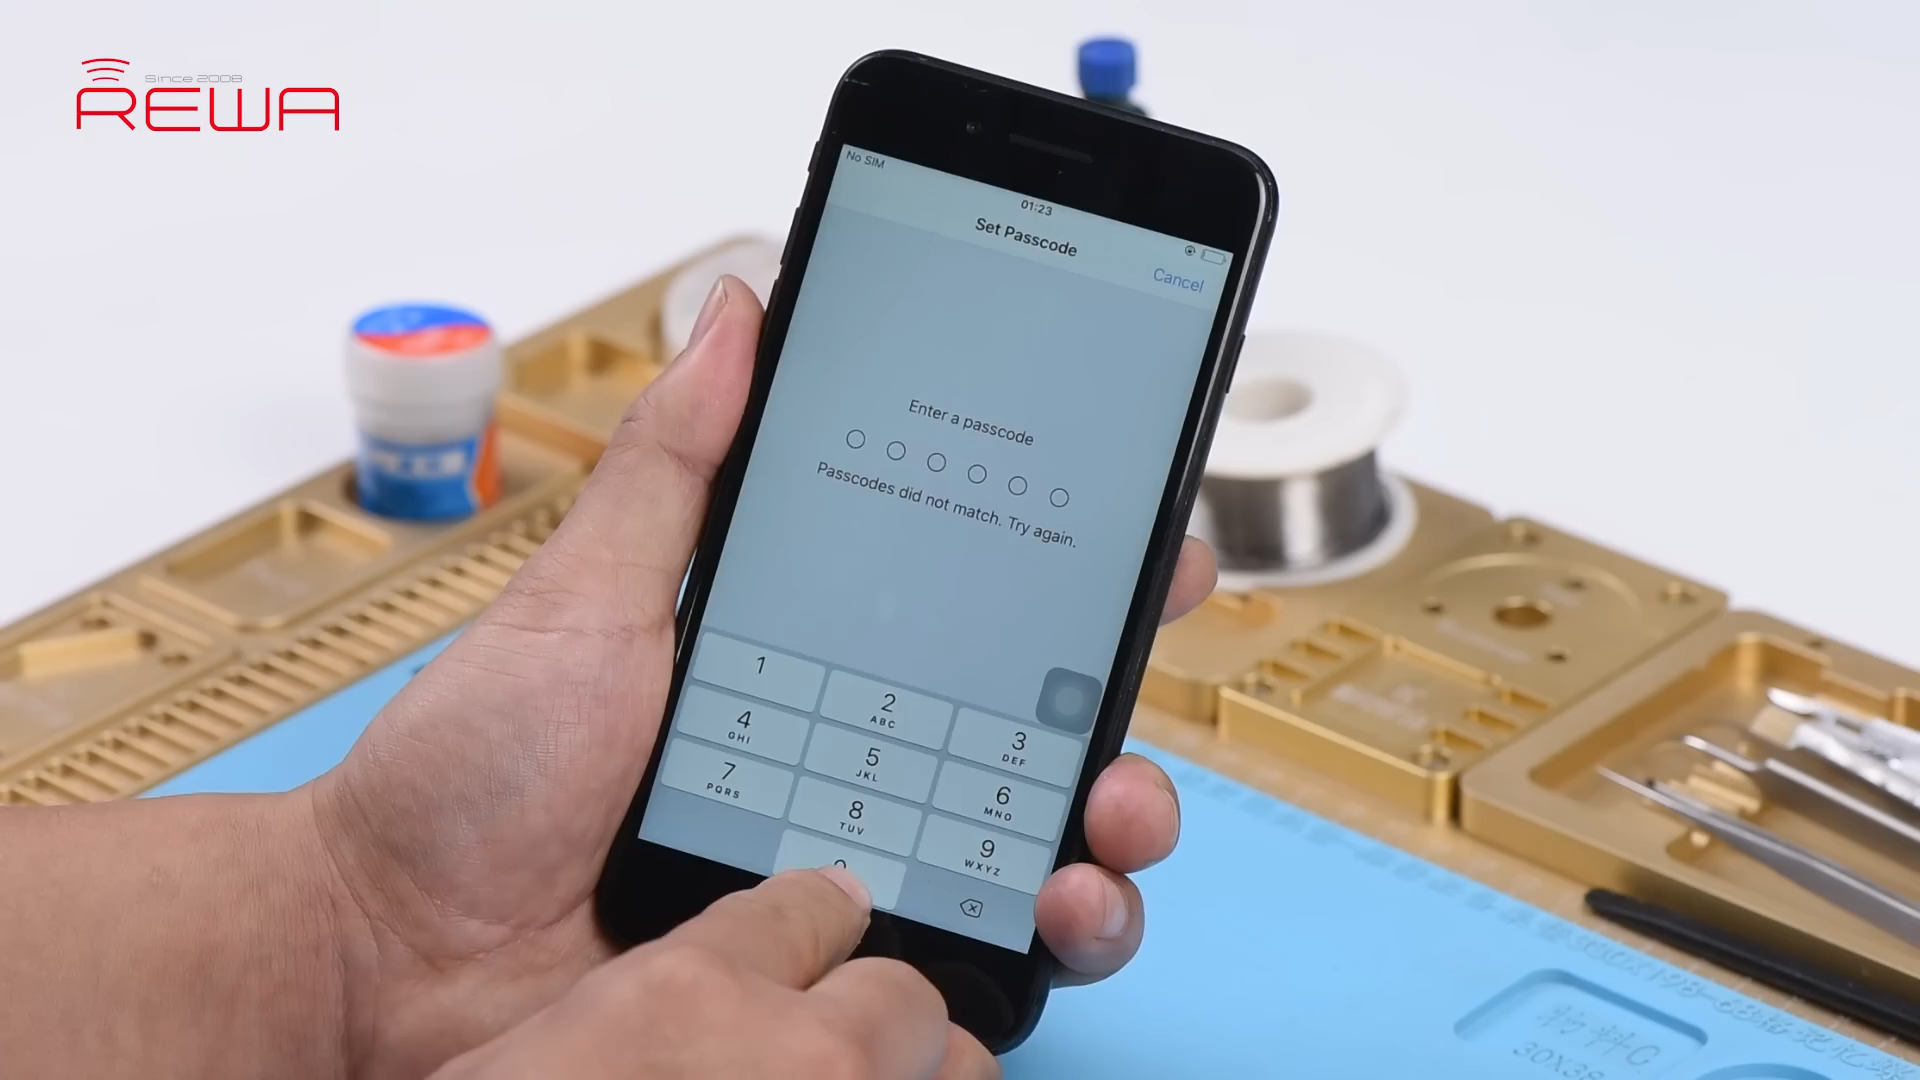 Since 2008
REWA
No SIM
01:23
Set Passcode
Cancel
Enter a passcode
Passcodes did not match. Try again.
1
2
ABC
3
DEF
4
GHI
5
JKL
6
MNO
7
PQRS
8
TUV
9
WXYZ